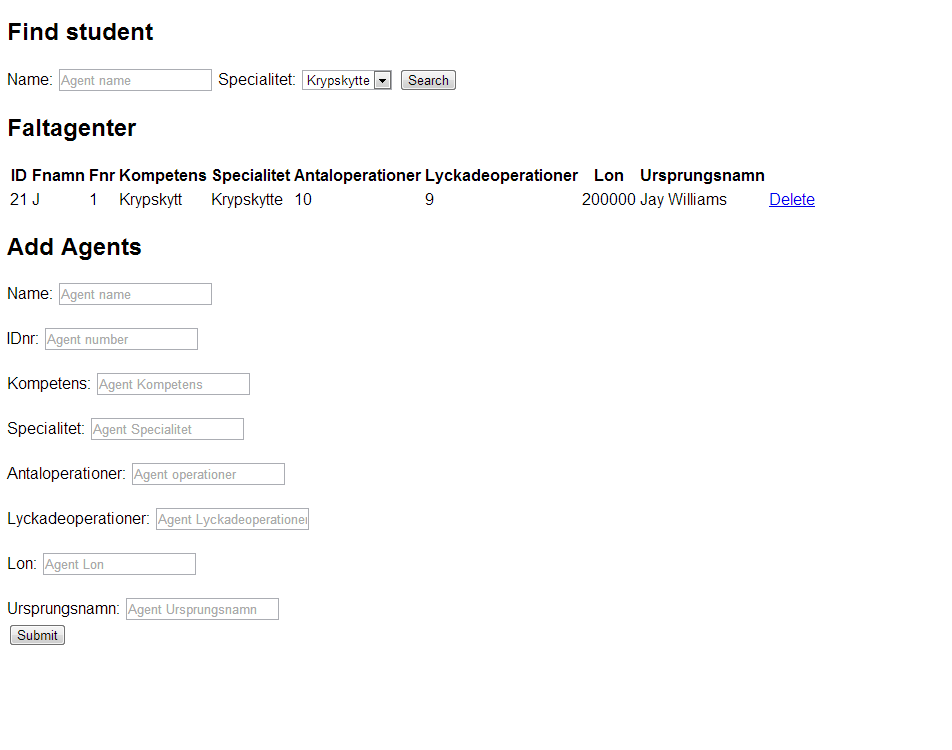 Find student
Name: Agent name Specialitet: Krypskytte Search
Faltagenter
ID Fnamn Fnr Kompetens Specialitet Antaloperationer Lyckadeoperationer Lon Ursprungsnamn
21 J 1 Krypskytt Krypskytte 10 9 200000 Jay Williams Delete
Add Agents
Name: Agent name
IDnr: Agent number
Kompetens: Agent Kompetens
Specialitet: Agent Specialitet
Antaloperationer: Agent operationer
Lyckadeoperationer: Agent Lyckadeoperationer
Lon: Agent Lon
Ursprungsnamn: Agent Ursprungsnamn
Submit